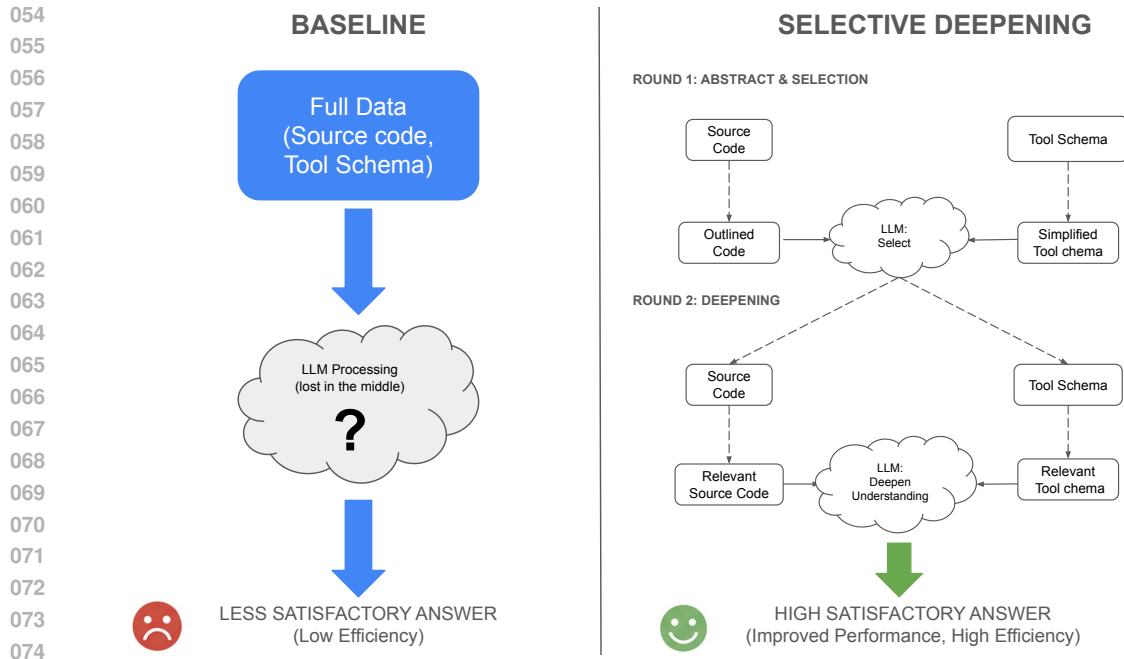 054
055
056
057
058
059
060
061
062
063
064
065
066
067
068
069
070
071
072
073
074
BASELINE
Full Data
(Source code,
Tool Schema)
LLM Processing
(lost in the middle)
?
LESS SATISFACTORY ANSWER
(Low Efficiency)
SELECTIVE DEEPENING
ROUND 1: ABSTRACT & SELECTION
Source
Code
Tool Schema
Outlined
Code
LLM:
Select
Simplified
Tool chema
ROUND 2: DEEPENING
Source
Code
Tool Schema
Relevant
Source Code
LLM:
Deepen
Understanding
Relevant
Tool chema
HIGH SATISFACTORY ANSWER
(Improved Performance, High Efficiency)